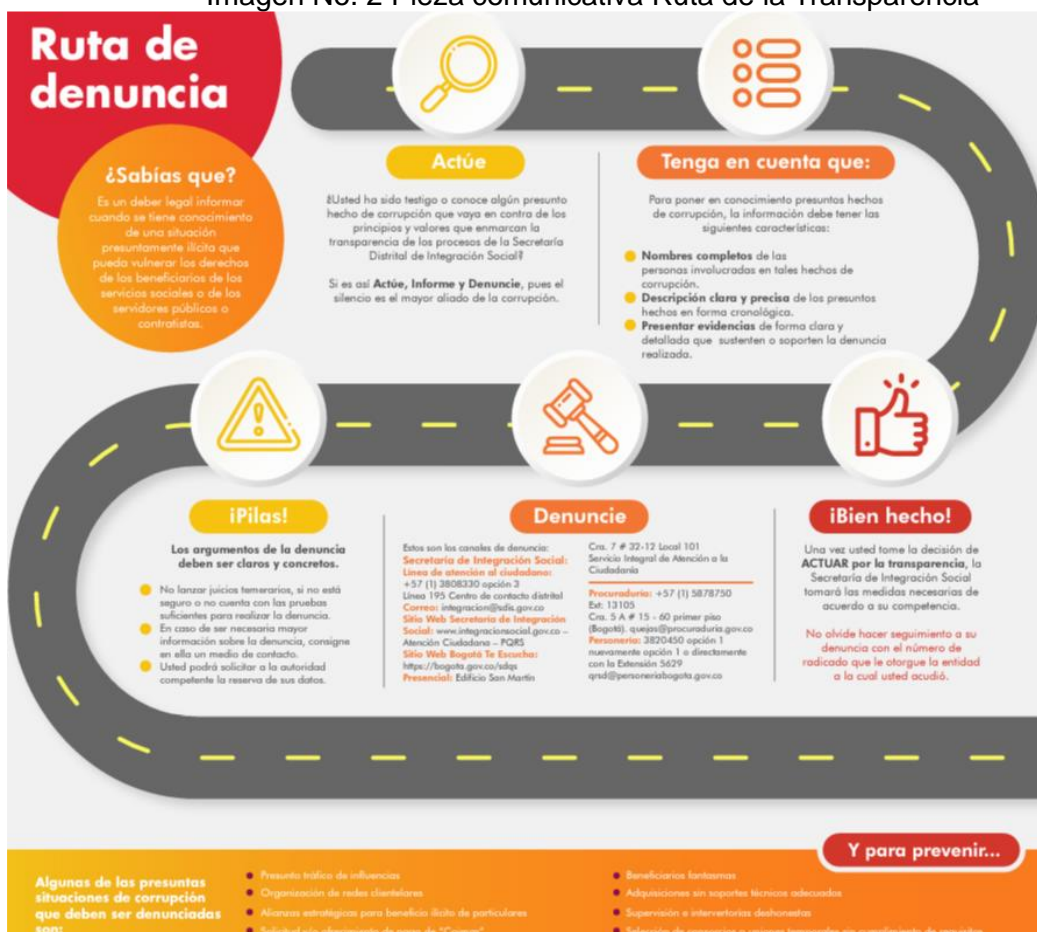 Imagen No. 2 Pieza comunicativa Ruta de la Transparencia
Ruta de
denuncia
¿Sabías que?
Es un deber legal informar
cuando se tiene conocimiento
de una situación
presuntamente ilícita que
pueda vulnerar los derechos
de los beneficiarios de los
servicios sociales o de los
servidores públicos o
contratistas.
Actúe
¿Usted ha sido testigo o conoce algún presunto
hecho de corrupción que vaya en contra de los
principios y valores que enmarcan la
transparencia de los procesos de la Secretaría
Distrital de Integración Social?
Si es así Actúe, Informe y Denuncie, pues el
silencio es el mayor aliado de la corrupción.
Tenga en cuenta que:
Para poner en conocimiento presuntos hechos
de corrupción, la información debe tener las
siguientes características:
Nombres completos de las
personas involucradas en tales hechos de
corrupción.
Descripción clara y precisa de los presuntos
hechos en forma cronológica.
Presentar evidencias de forma clara y
detallada que sustenten o soporten la denuncia
realizada.
¡Pilas!
Los argumentos de la denuncia
deben ser claros y concretos.
No lanzar juicios temerarios, si no está
seguro o no cuenta con las pruebas
suficientes para realizar la denuncia.
En caso de ser necesaria mayor
información sobre la denuncia, consigne
en ella un medio de contacto.
Usted podrá solicitar a la autoridad
competente la reserva de sus datos.
Denuncie
Estos son los canales de denuncia:
Secretaría de Integración Social:
Línea de atención al ciudadano:
+57 (1) 3808330 opción 3
Línea 195 Centro de contacto distrital
Correo: integracion@sdis.gov.co
Sitio Web Secretaría de Integración
Social: www.integracionsocial.gov.co –
Atención Ciudadana – PQRS
Sitio Web Bogotá Te Escucha:
https://bogota.gov.co/sdqs
Presencial: Edificio San Martín
Cra. 7 # 32-12 Local 101
Servicio Integral de Atención a la
Ciudadanía
Procuraduría: +57 (1) 5878750
Ext: 13105
Cra. 5 A # 15 - 60 primer piso
(Bogotá). quejas@procuraduria.gov.co
Personería: 3820450 opción 1
nuevamente opción 1 o directamente
con la Extensión 5629
qrsd@personeriabogota.gov.co
¡Bien hecho!
Una vez usted tome la decisión de
ACTUAR por la transparencia, la
Secretaría de Integración Social
tomará las medidas necesarias de
acuerdo a su competencia.
No olvide hacer seguimiento a su
denuncia con el número de
radicado que le otorgue la entidad
a la cual usted acudió.
Y para prevenir...
Algunas de las presuntas
situaciones de corrupción
que deben ser denunciadas
son:
Presunto tráfico de influencias
Organización de redes clientelares
Alianzas estratégicas para beneficio ilícito de particulares
Beneficiarios fantasmas
Adquisiciones sin soportes técnicos adecuados
Supervisión e interventorías deshonestas